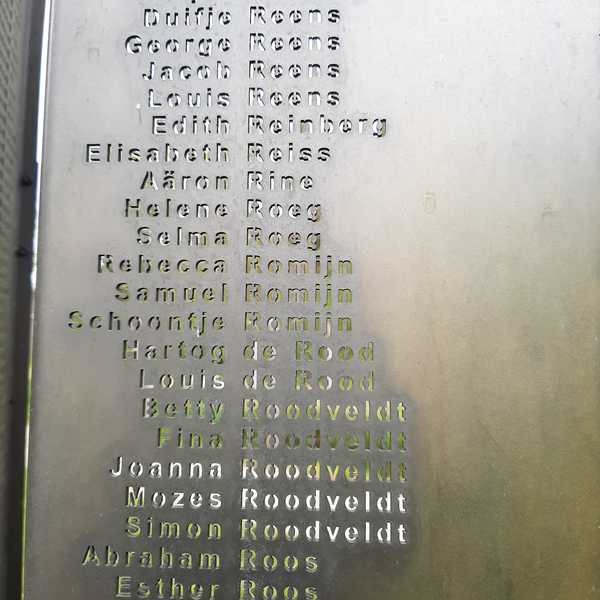 Duifje Reens
George Reens
Jacob Reens
Louis Reens
Edith Reinberg
Elisabeth Reiss
Aäron Rine
Helene Roeg
Selma Roeg
Rebecca Romijn
Samuel Romijn
Schoontje Romijn
Hartog de Rood
Louis de Rood
Betty Roodveldt
Fina Roodveldt
Joanna Roodveldt
Mozes Roodveldt
Simon Roodveldt
Abraham Roos
Esther Roos